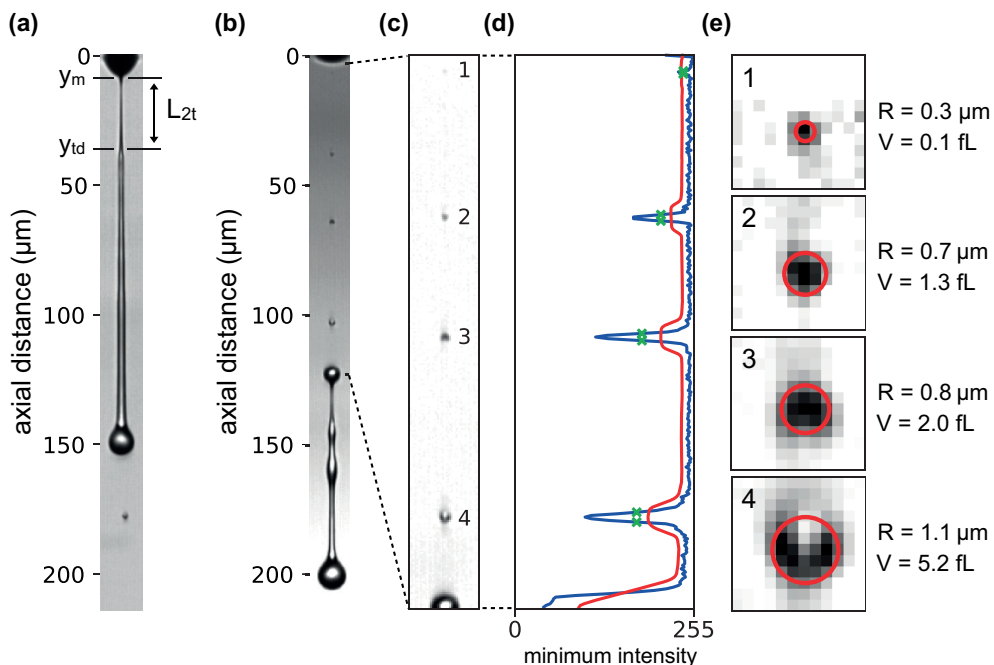 (a)
(b)
(c)
(d)
(e)
0
yₘ
L₂ₜ
y_td
50
100
150
200
axial distance (µm)
0
50
100
150
200
axial distance (µm)
1
2
3
4
0
255
minimum intensity
1
R = 0.3 µm
V = 0.1 fL
2
R = 0.7 µm
V = 1.3 fL
3
R = 0.8 µm
V = 2.0 fL
4
R = 1.1 µm
V = 5.2 fL